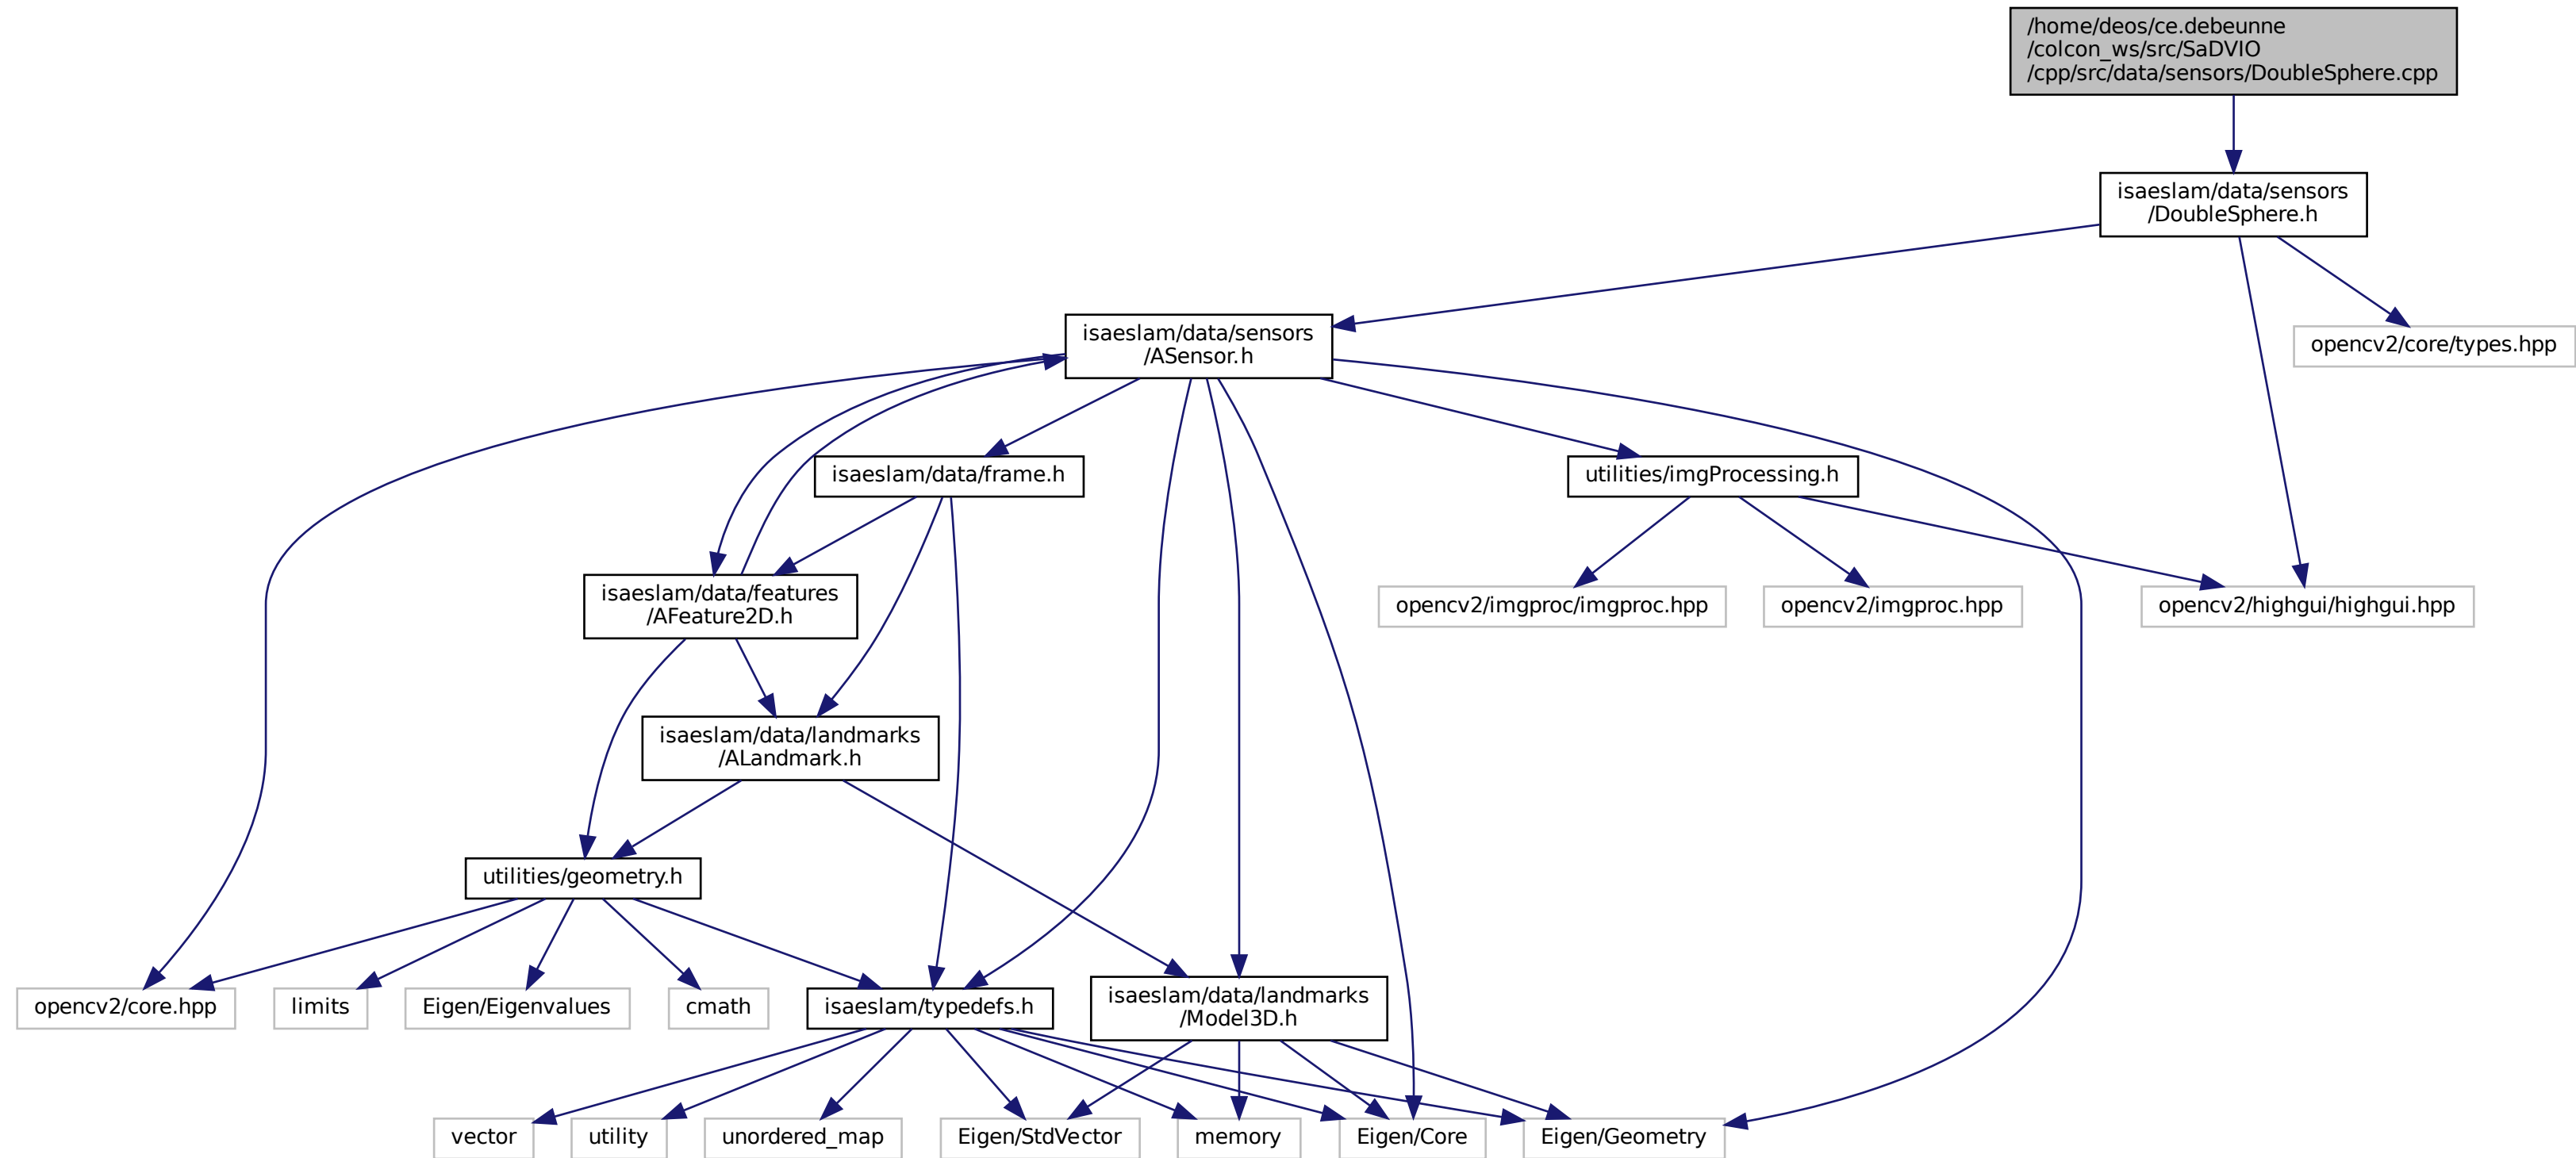 /home/deos/ce.debeunne
/colcon_ws/src/SaDVIO
/cpp/src/data/sensors/DoubleSphere.cpp
isaeslam/data/sensors
/DoubleSphere.h
isaeslam/data/sensors
/ASensor.h
opencv2/core/types.hpp
isaeslam/data/frame.h
utilities/imgProcessing.h
isaeslam/data/features
/AFeature2D.h
opencv2/imgproc/imgproc.hpp
opencv2/imgproc.hpp
opencv2/highgui/highgui.hpp
isaeslam/data/landmarks
/ALandmark.h
utilities/geometry.h
opencv2/core.hpp
limits
Eigen/Eigenvalues
cmath
isaeslam/typedefs.h
isaeslam/data/landmarks
/Model3D.h
vector
utility
unordered_map
Eigen/StdVector
memory
Eigen/Core
Eigen/Geometry